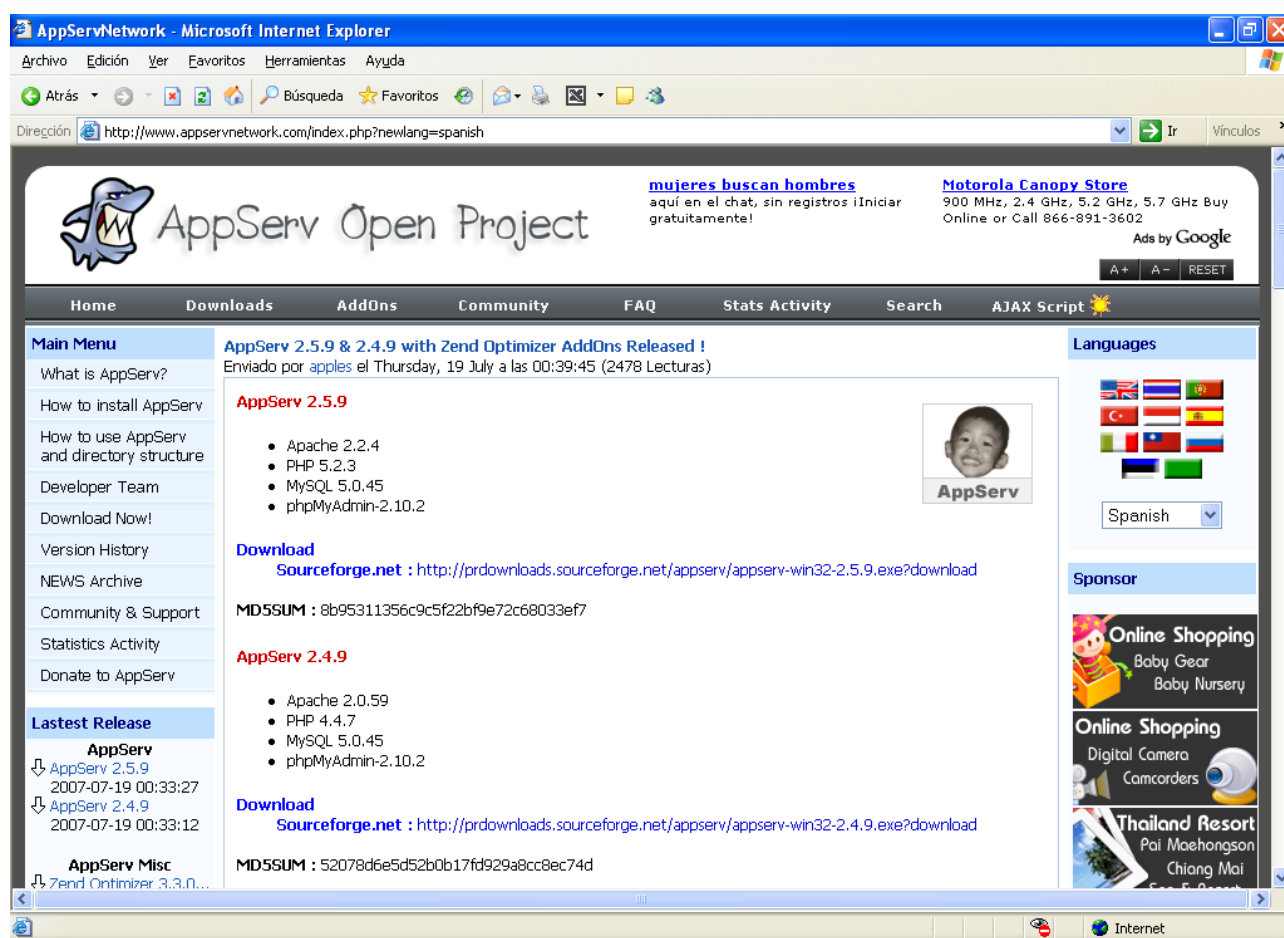 AppServNetwork - Microsoft Internet Explorer
Archivo Edición Ver Favoritos Herramientas Ayuda
Atrás Búsqueda Favoritos
Dirección http://www.appservnetwork.com/index.php?newlang=spanish Ir Vínculos
AppServ Open Project
mujeres buscan hombres
aquí en el chat, sin registros ¡Iniciar
gratuitamente!
Motorola Canopy Store
900 MHz, 2.4 GHz, 5.2 GHz, 5.7 GHz Buy
Online or Call 866-891-3602
Ads by Google
A+ A- RESET
Home Downloads AddOns Community FAQ Stats Activity Search AJAX Script
Main Menu
What is AppServ?
How to install AppServ
How to use AppServ
and directory structure
Developer Team
Download Now!
Version History
NEWS Archive
Community & Support
Statistics Activity
Donate to AppServ
Lastest Release
AppServ
AppServ 2.5.9
2007-07-19 00:33:27
AppServ 2.4.9
2007-07-19 00:33:12
AppServ Misc
Zend Optimizer 3.3.0...
AppServ 2.5.9 & 2.4.9 with Zend Optimizer AddOns Released !
Enviado por apples el Thursday, 19 July a las 00:39:45 (2478 Lecturas)
AppServ 2.5.9
Apache 2.2.4
PHP 5.2.3
MySQL 5.0.45
phpMyAdmin-2.10.2
AppServ
Download
Sourceforge.net : http://prdownloads.sourceforge.net/appserv/appserv-win32-2.5.9.exe?download
MD5SUM : 8b95311356c9c5f22bf9e72c68033ef7
AppServ 2.4.9
Apache 2.0.59
PHP 4.4.7
MySQL 5.0.45
phpMyAdmin-2.10.2
Download
Sourceforge.net : http://prdownloads.sourceforge.net/appserv/appserv-win32-2.4.9.exe?download
MD5SUM : 52078d6e5d52b0b17fd929a8cc8ec74d
Languages
Spanish
Sponsor
Online Shopping
Baby Gear
Baby Nursery
Online Shopping
Digital Camera
Camcorders
Thailand Resort
Pai Maehongson
Chiang Mai
Internet